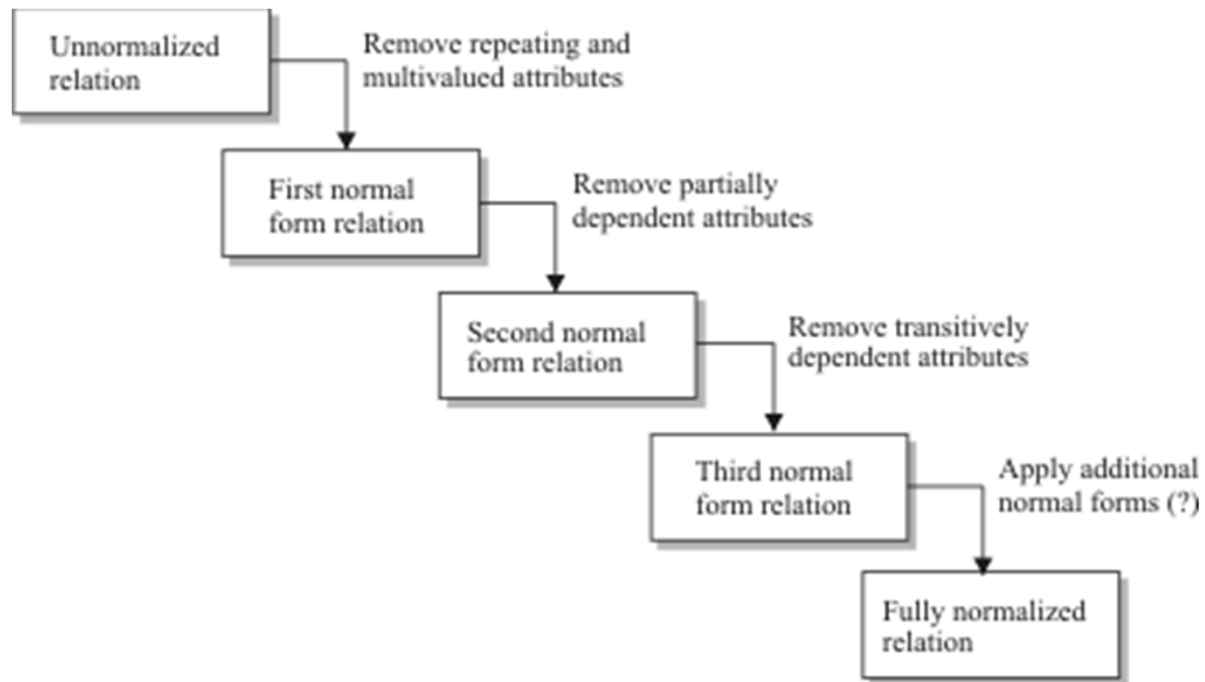 Unnormalized
relation
Remove repeating and
multivalued attributes
First normal
form relation
Remove partially
dependent attributes
Second normal
form relation
Remove transitively
dependent attributes
Third normal
form relation
Apply additional
normal forms (?)
Fully normalized
relation